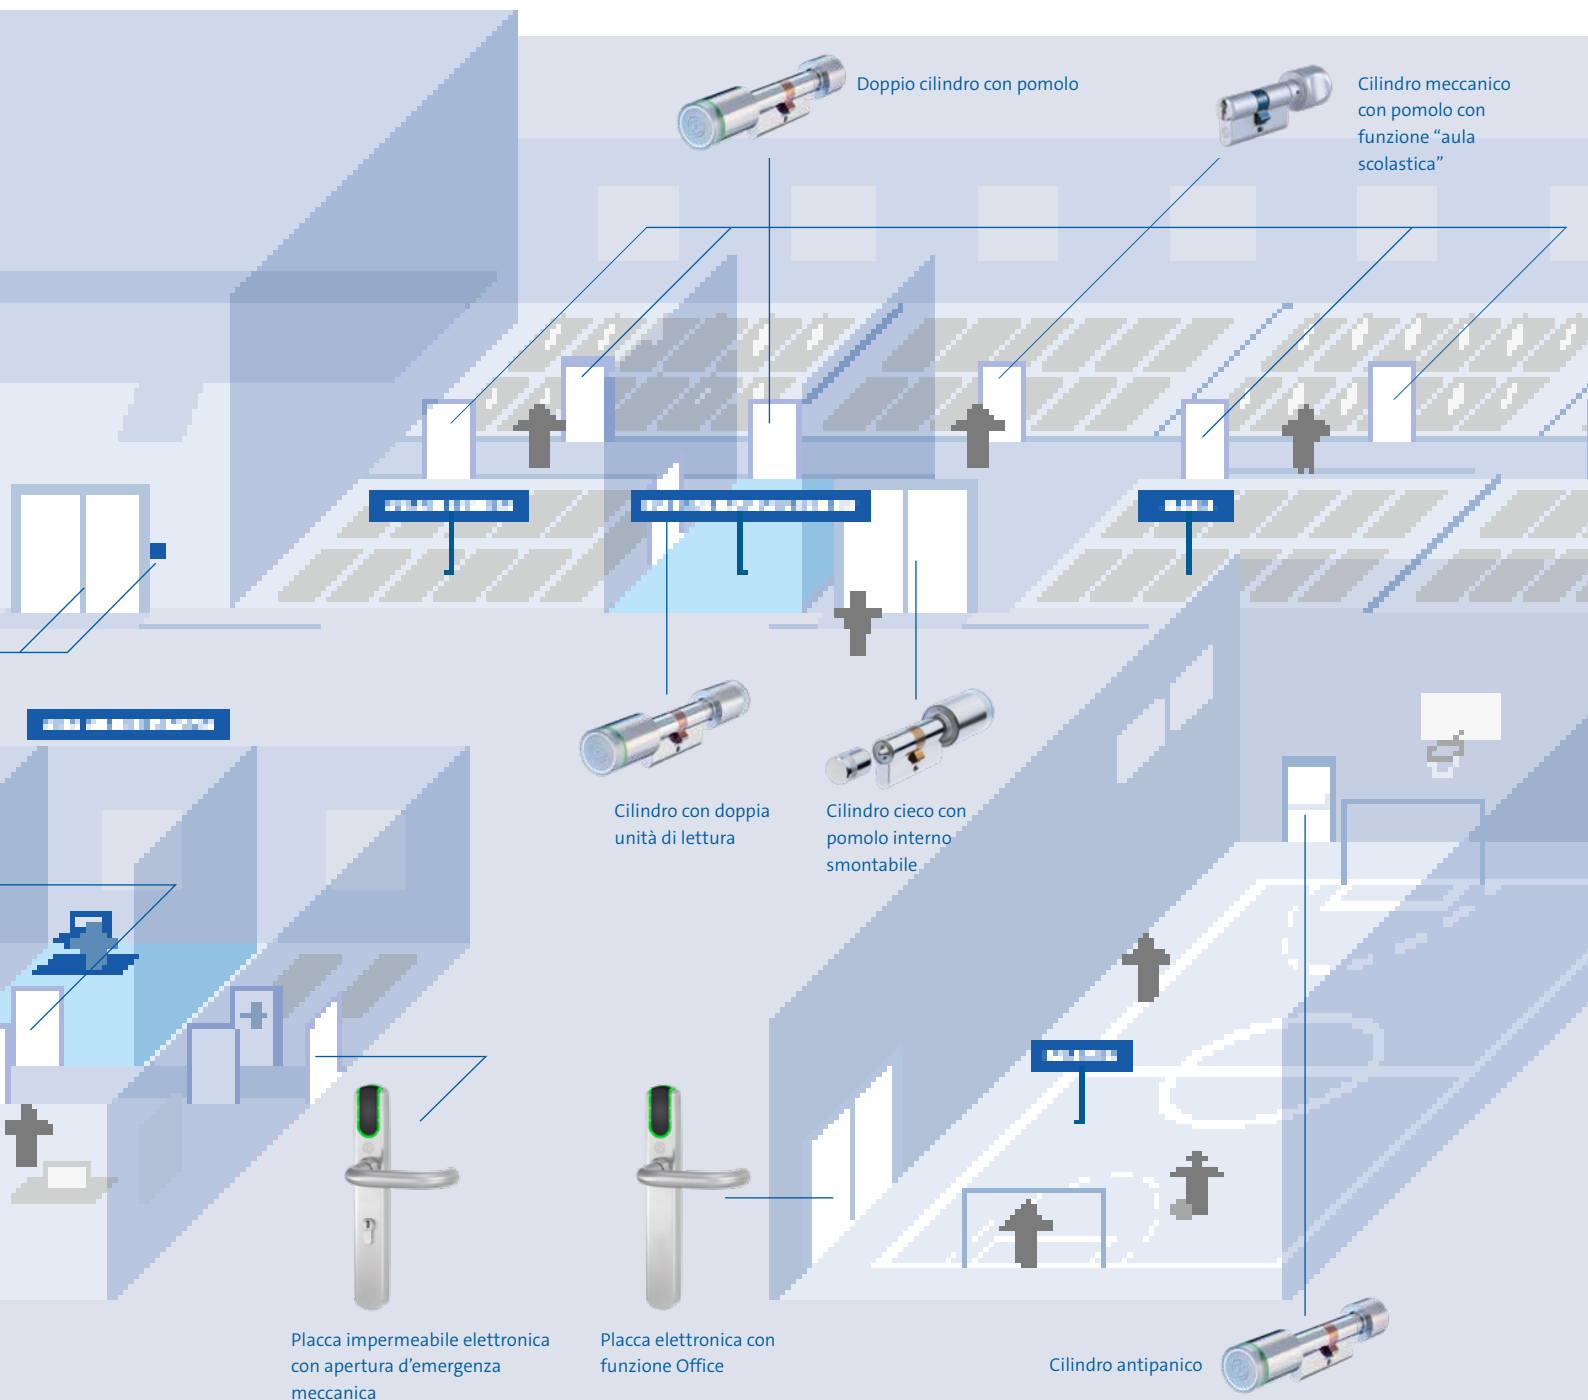 Doppio cilindro con pomolo
Cilindro meccanico
con pomolo con
funzione “aula
scolastica”
Cilindro con doppia
unità di lettura
Cilindro cieco con
pomolo interno
smontabile
Placca impermeabile elettronica
con apertura d’emergenza
meccanica
Placca elettronica con
funzione Office
Cilindro antipanico